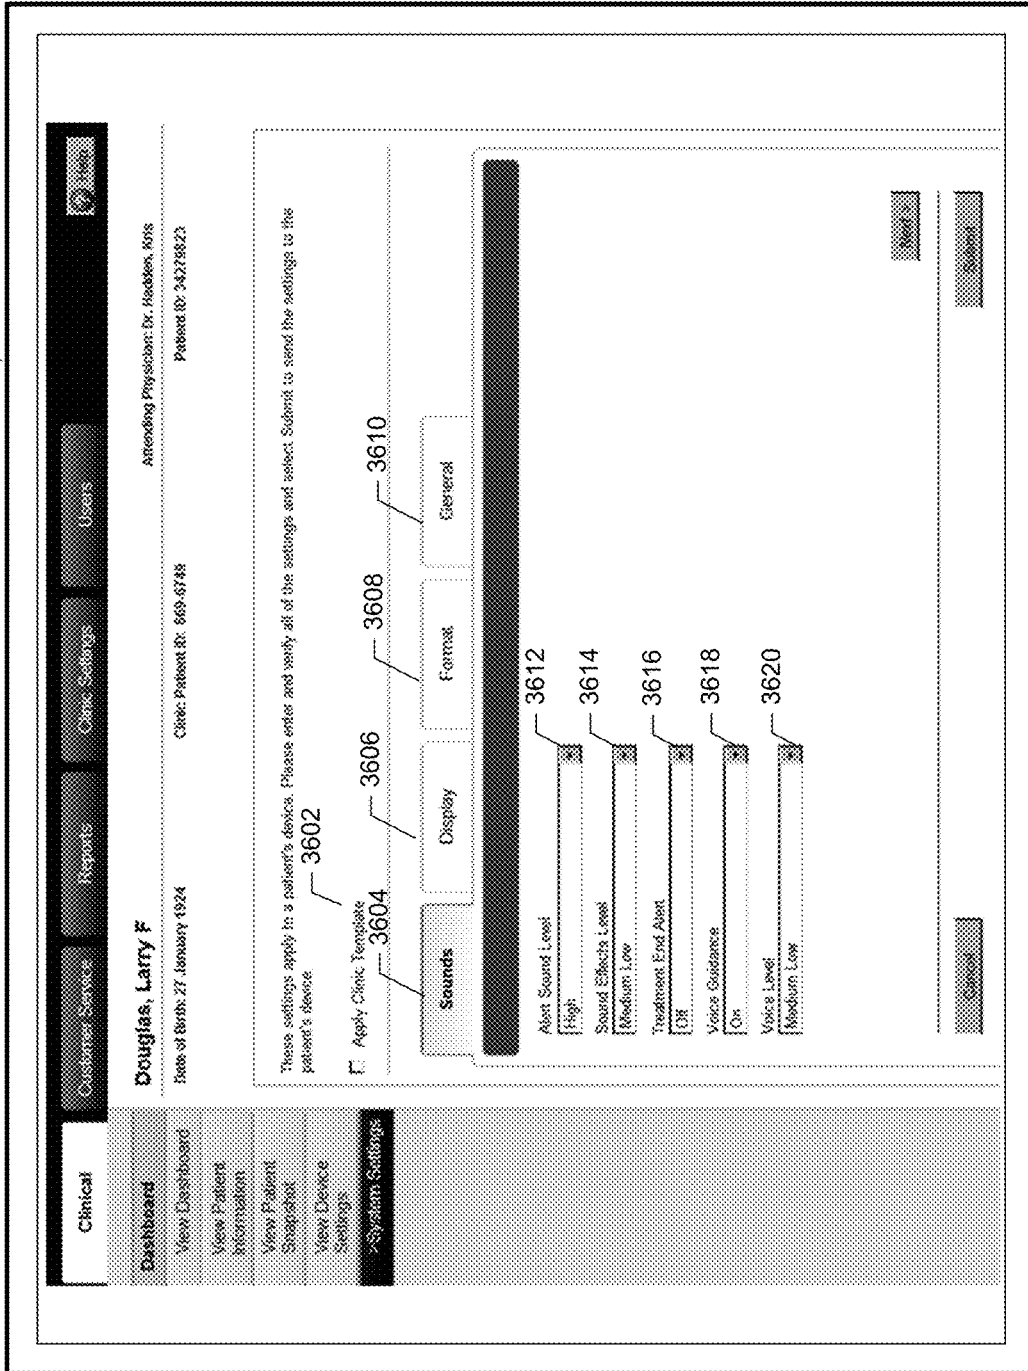 Clinical
Customer Service
Reports
Clinic Settings
Users
Help
Dashboard
View Dashboard
View Patient
Information
View Patient
Snapshot
View Device
Settings
>System Settings
Douglas, Larry F
Attending Physician: Dr. Hadden, Kris
Date of Birth: 27 January 1924
Clinic Patient ID: 669-6749
Patient ID: 34279823
These settings apply to a patient's device. Please enter and verify all of the settings and select Submit to send the settings to the
patient's device
3602
Apply Clinic Template
3604
3606
3608
3610
Sounds
Display
Format
General
Alert Sound Level
3612
High
Sound Effects Level
3614
Medium Low
Treatment End Alert
3616
Off
Voice Guidance
3618
On
Voice Level
3620
Medium Low
Next >
Cancel
Submit